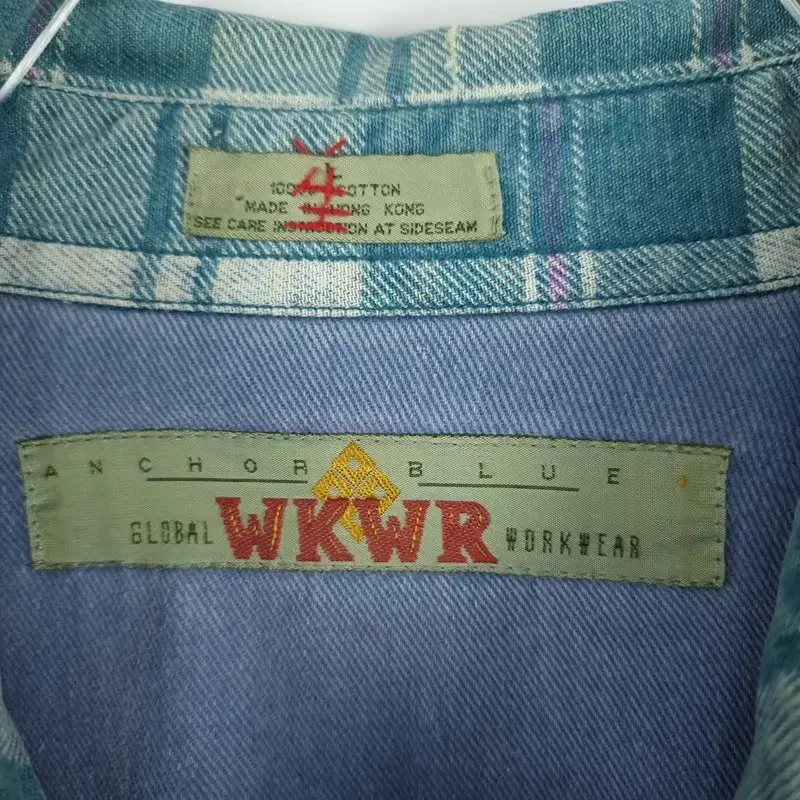 100% COTTON
MADE IN HONG KONG
SEE CARE INSTRUCTION AT SIDESEAM
ANCHOR BLUE
GLOBAL WKWR WORKWEAR